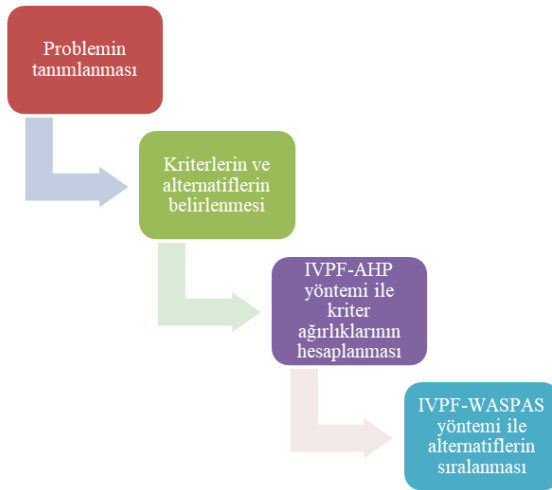 Problemin
tanımlanması
Kriterlerin ve
alternatiflerin
belirlenmesi
IVPF-AHP
yöntemi ile
kriter
ağırlıklarının
hesaplanması
IVPF-WASPAS
yöntemi ile
alternatiflerin
sıralanması